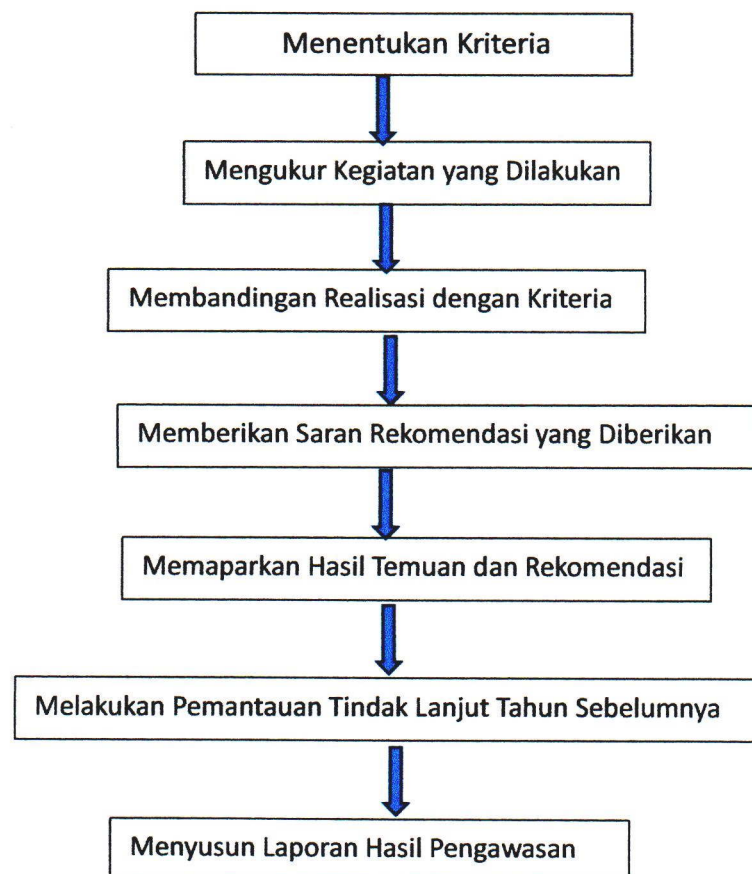 Menentukan Kriteria
Mengukur Kegiatan yang Dilakukan
Membandingan Realisasi dengan Kriteria
Memberikan Saran Rekomendasi yang Diberikan
Memaparkan Hasil Temuan dan Rekomendasi
Melakukan Pemantauan Tindak Lanjut Tahun Sebelumnya
Menyusun Laporan Hasil Pengawasan